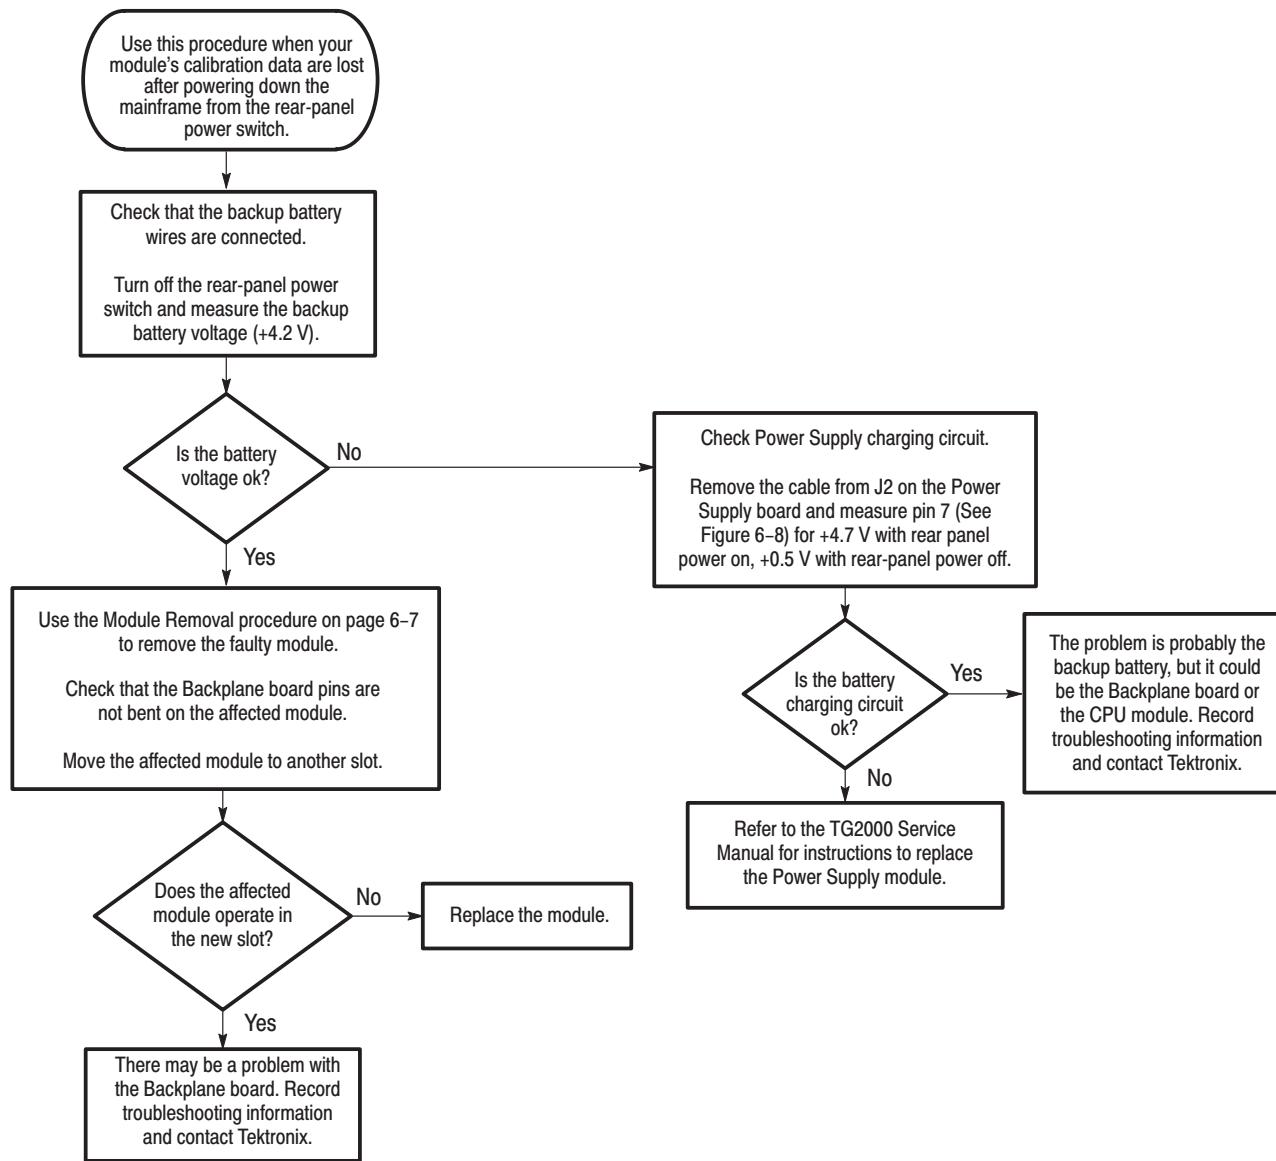 Use this procedure when your
module's calibration data are lost
after powering down the
mainframe from the rear-panel
power switch.
Check that the backup battery
wires are connected.
Turn off the rear-panel power
switch and measure the backup
battery voltage (+4.2 V).
Is the battery
voltage ok?
No
Yes
Check Power Supply charging circuit.
Remove the cable from J2 on the Power
Supply board and measure pin 7 (See
Figure 6–8) for +4.7 V with rear panel
power on, +0.5 V with rear-panel power off.
Use the Module Removal procedure on page 6–7
to remove the faulty module.
Check that the Backplane board pins are
not bent on the affected module.
Move the affected module to another slot.
Is the battery
charging circuit
ok?
Yes
No
The problem is probably the
backup battery, but it could
be the Backplane board or
the CPU module. Record
troubleshooting information
and contact Tektronix.
Refer to the TG2000 Service
Manual for instructions to replace
the Power Supply module.
Does the affected
module operate in
the new slot?
No
Yes
Replace the module.
There may be a problem with
the Backplane board. Record
troubleshooting information
and contact Tektronix.